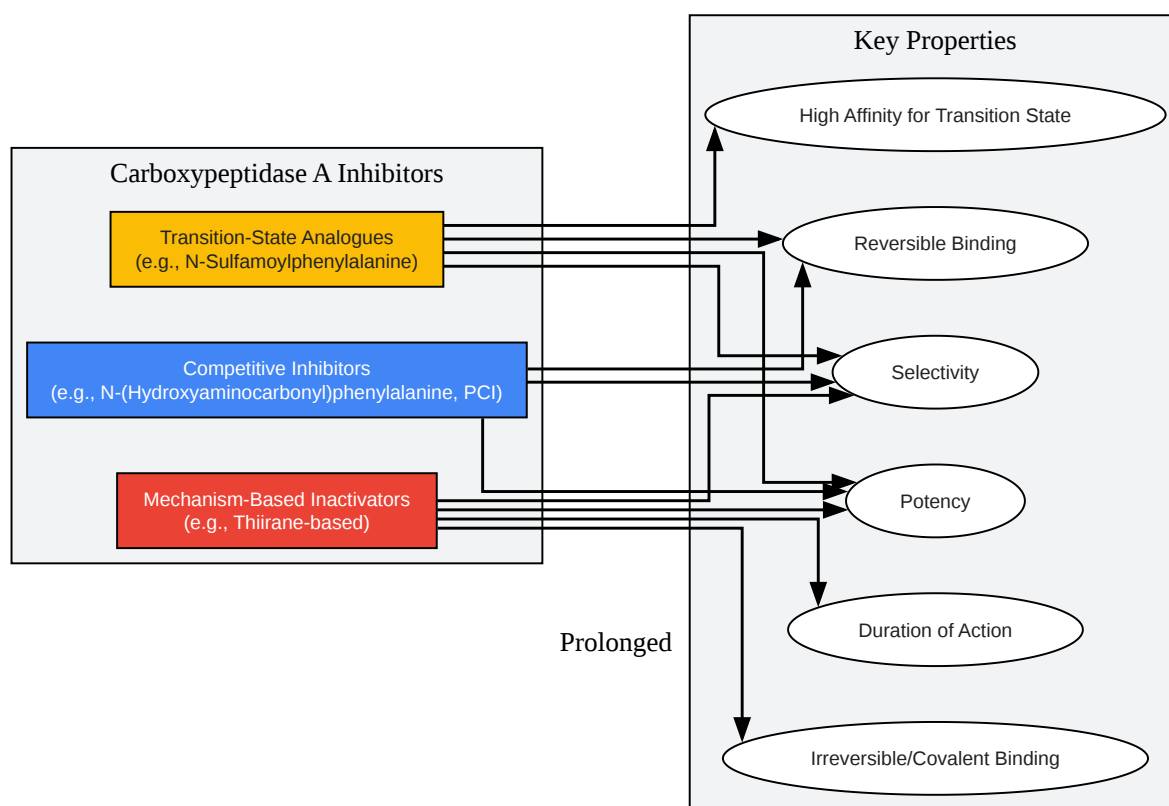 Carboxypeptidase A Inhibitors
Transition-State Analogues
(e.g., N-Sulfamoylphenylalanine)
Competitive Inhibitors
(e.g., N-(Hydroxyaminocarbonyl)phenylalanine, PCI)
Mechanism-Based Inactivators
(e.g., Thiirane-based)
Prolonged
Key Properties
High Affinity for Transition State
Reversible Binding
Selectivity
Potency
Duration of Action
Irreversible/Covalent Binding